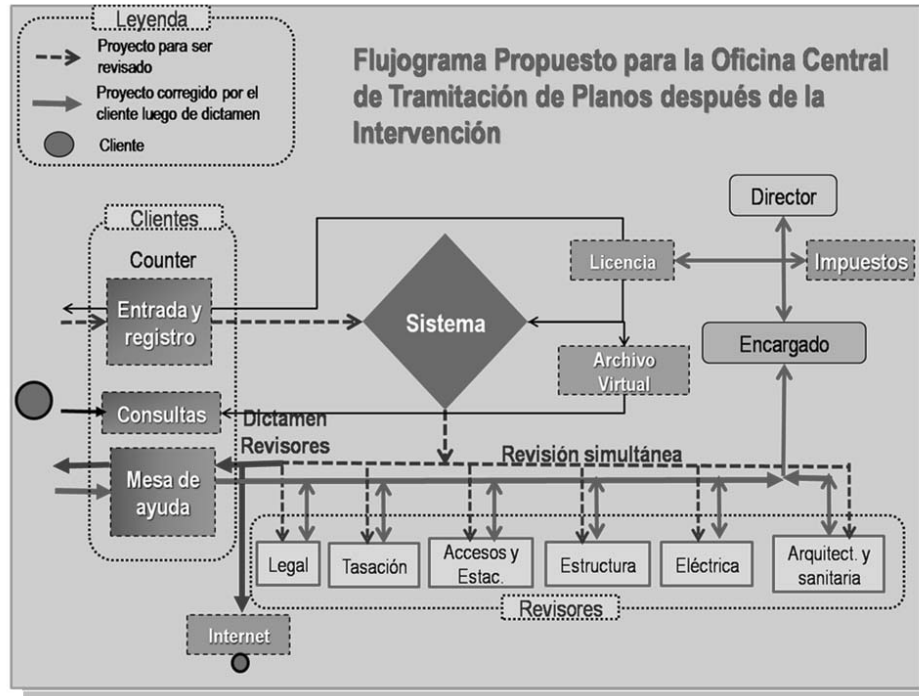 Leyenda
Proyecto para ser
revisado
Proyecto corregido por el
cliente luego de dictamen
Cliente
Flujograma Propuesto para la Oficina Central
de Tramitación de Planos después de la
Intervención
Clientes
Counter
Entrada y
registro
Consultas
Mesa de
ayuda
Sistema
Director
Licencia
Impuestos
Encargado
Archivo
Virtual
Dictamen
Revisores
Revisión simultánea
Legal
Tasación
Accesos y
Estac.
Estructura
Eléctrica
Arquitect. y
sanitaria
Revisores
Internet